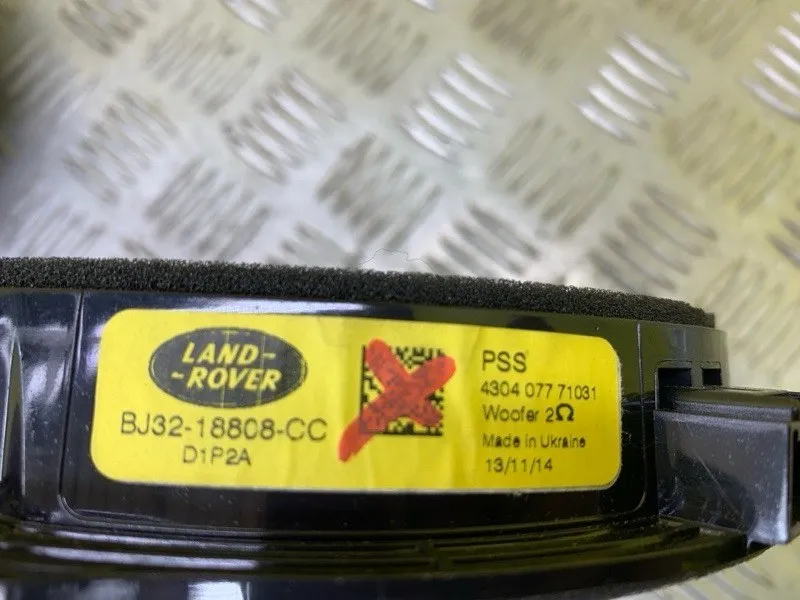 LAND-
-ROVER
BJ32-18808-CC
D1P2A
PSS
4304 077 71031
Woofer 2Ω
Made in Ukraine
13/11/14